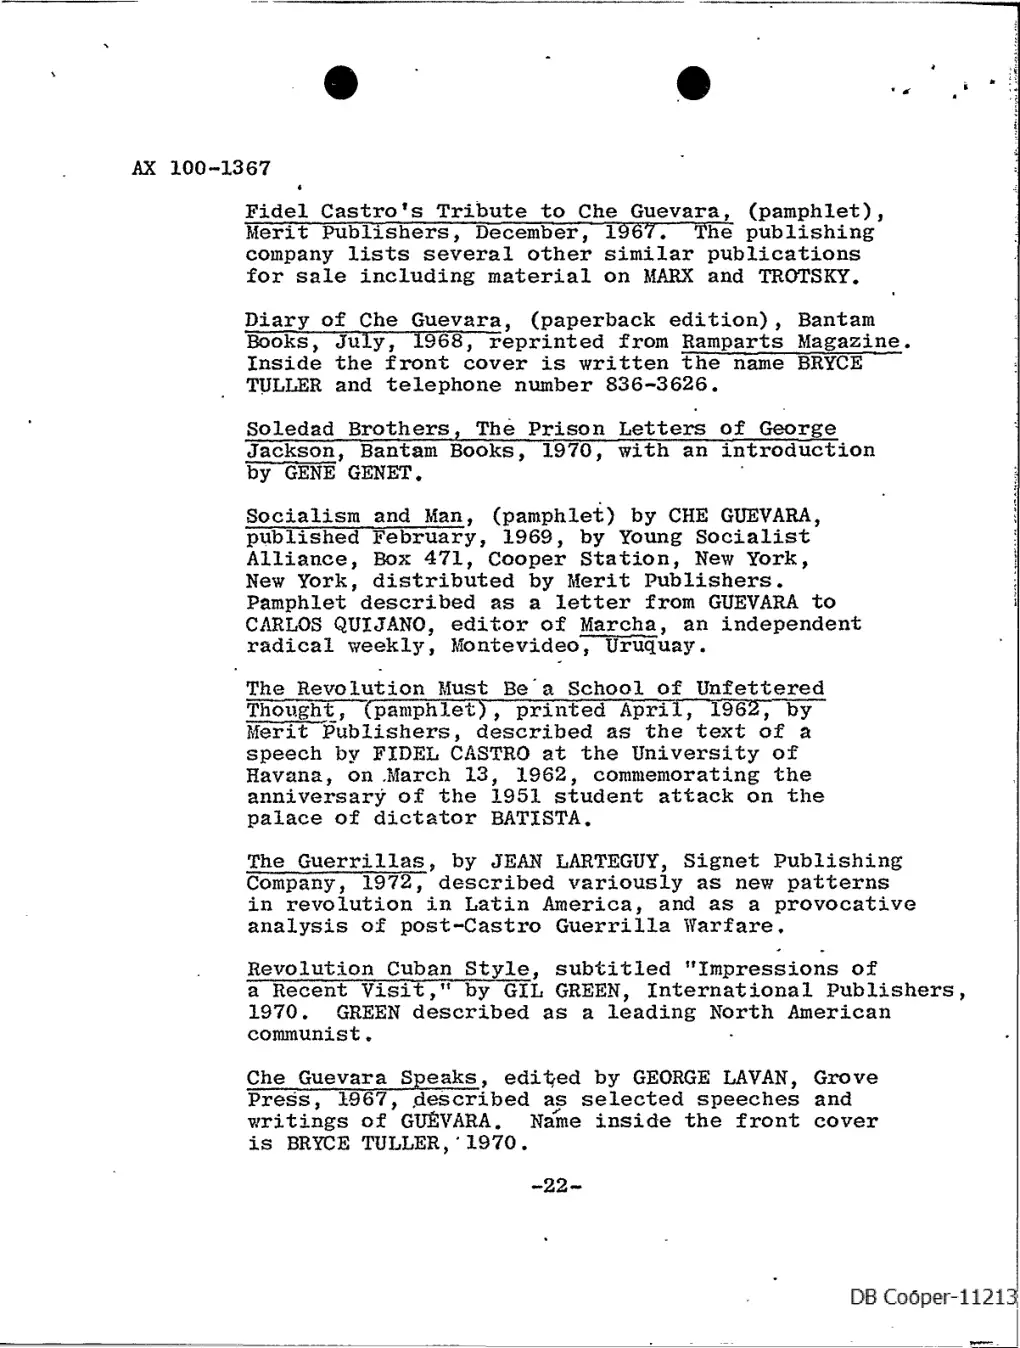 AX 100-1367
Fidel Castro's Tribute to Che Guevara, (pamphlet),
Merit Publishers, December, 1967. The publishing
company lists several other similar publications
for sale including material on MARX and TROTSKY.
Diary of Che Guevara, (paperback edition), Bantam
Books, July, 1968, reprinted from Ramparts Magazine.
Inside the front cover is written the name BRYCE
TULLER and telephone number 836-3626.
Soledad Brothers, The Prison Letters of George
Jackson, Bantam Books, 1970, with an introduction
by GENE GENET.
Socialism and Man, (pamphlet) by CHE GUEVARA,
published February, 1969, by Young Socialist
Alliance, Box 471, Cooper Station, New York,
New York, distributed by Merit Publishers.
Pamphlet described as a letter from GUEVARA to
CARLOS QUIJANO, editor of Marcha, an independent
radical weekly, Montevideo, Uruquay.
The Revolution Must Be a School of Unfettered
Thought, (pamphlet), printed April, 1962, by
Merit Publishers, described as the text of a
speech by FIDEL CASTRO at the University of
Havana, on March 13, 1962, commemorating the
anniversary of the 1951 student attack on the
palace of dictator BATISTA.
The Guerrillas, by JEAN LARTEGUY, Signet Publishing
Company, 1972, described variously as new patterns
in revolution in Latin America, and as a provocative
analysis of post-Castro Guerrilla Warfare.
Revolution Cuban Style, subtitled "Impressions of
a Recent Visit," by GIL GREEN, International Publishers,
1970. GREEN described as a leading North American
communist.
Che Guevara Speaks, edited by GEORGE LAVAN, Grove
Press, 1967, described as selected speeches and
writings of GUEVARA. Name inside the front cover
is BRYCE TULLER, 1970.
-22-
DB Cooper-11213